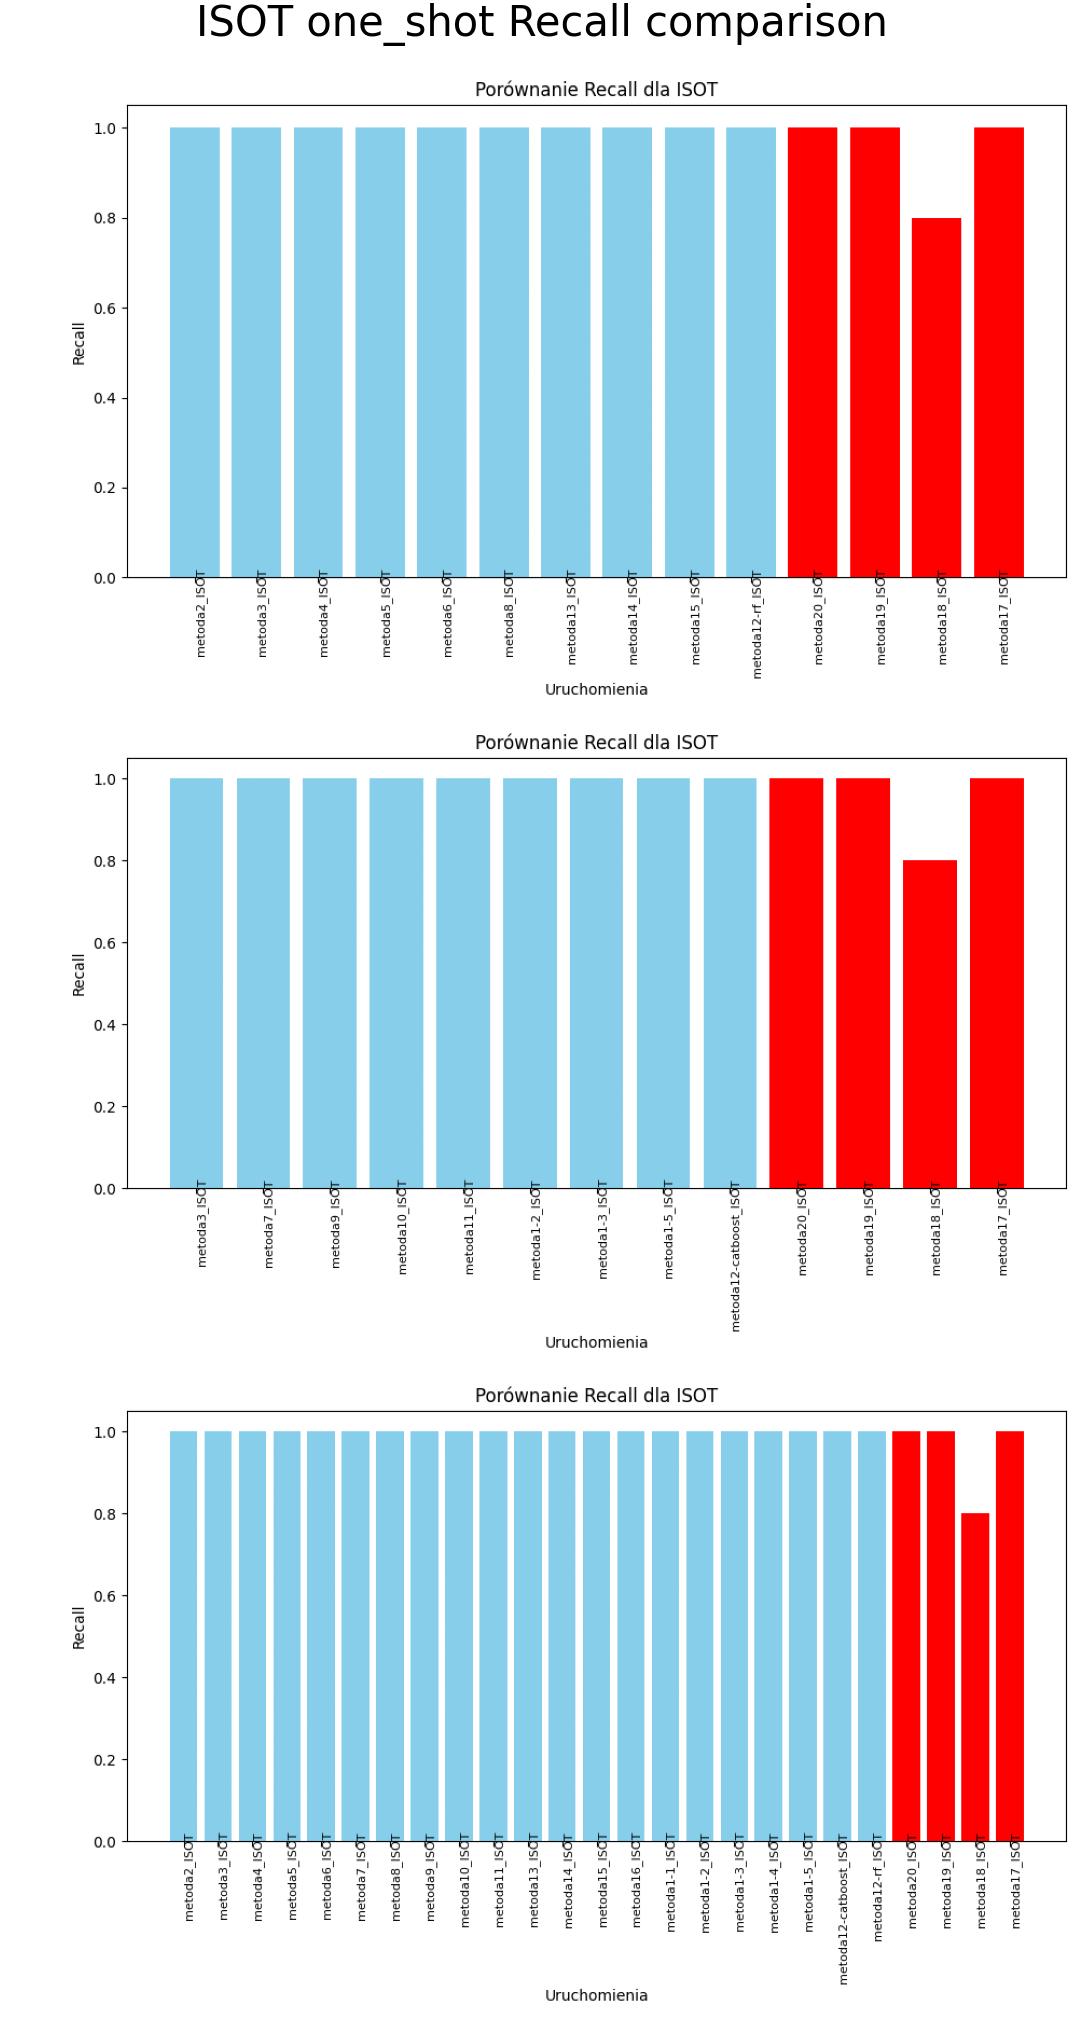 ISOT one_shot Recall comparison
Porównanie Recall dla ISOT
1.0
0.8
0.6
0.4
0.2
0.0
Recall
metoda2_ISOT
metoda3_ISOT
metoda4_ISOT
metoda5_ISOT
metoda6_ISOT
metoda8_ISOT
metoda13_ISOT
metoda14_ISOT
metoda15_ISOT
metoda12-rf_ISOT
metoda20_ISOT
metoda19_ISOT
metoda18_ISOT
metoda17_ISOT
Uruchomienia
Porównanie Recall dla ISOT
1.0
0.8
0.6
0.4
0.2
0.0
Recall
metoda3_ISOT
metoda7_ISOT
metoda9_ISOT
metoda10_ISOT
metoda11_ISOT
metoda1-2_ISOT
metoda1-3_ISOT
metoda1-5_ISOT
metoda12-catboost_ISOT
metoda20_ISOT
metoda19_ISOT
metoda18_ISOT
metoda17_ISOT
Uruchomienia
Porównanie Recall dla ISOT
1.0
0.8
0.6
0.4
0.2
0.0
Recall
metoda2_ISOT
metoda3_ISOT
metoda4_ISOT
metoda5_ISOT
metoda6_ISOT
metoda7_ISOT
metoda8_ISOT
metoda9_ISOT
metoda10_ISOT
metoda11_ISOT
metoda13_ISOT
metoda14_ISOT
metoda15_ISOT
metoda16_ISOT
metoda1-1_ISOT
metoda1-2_ISOT
metoda1-3_ISOT
metoda1-4_ISOT
metoda1-5_ISOT
metoda12-catboost_ISOT
metoda12-rf_ISOT
metoda20_ISOT
metoda19_ISOT
metoda18_ISOT
metoda17_ISOT
Uruchomienia